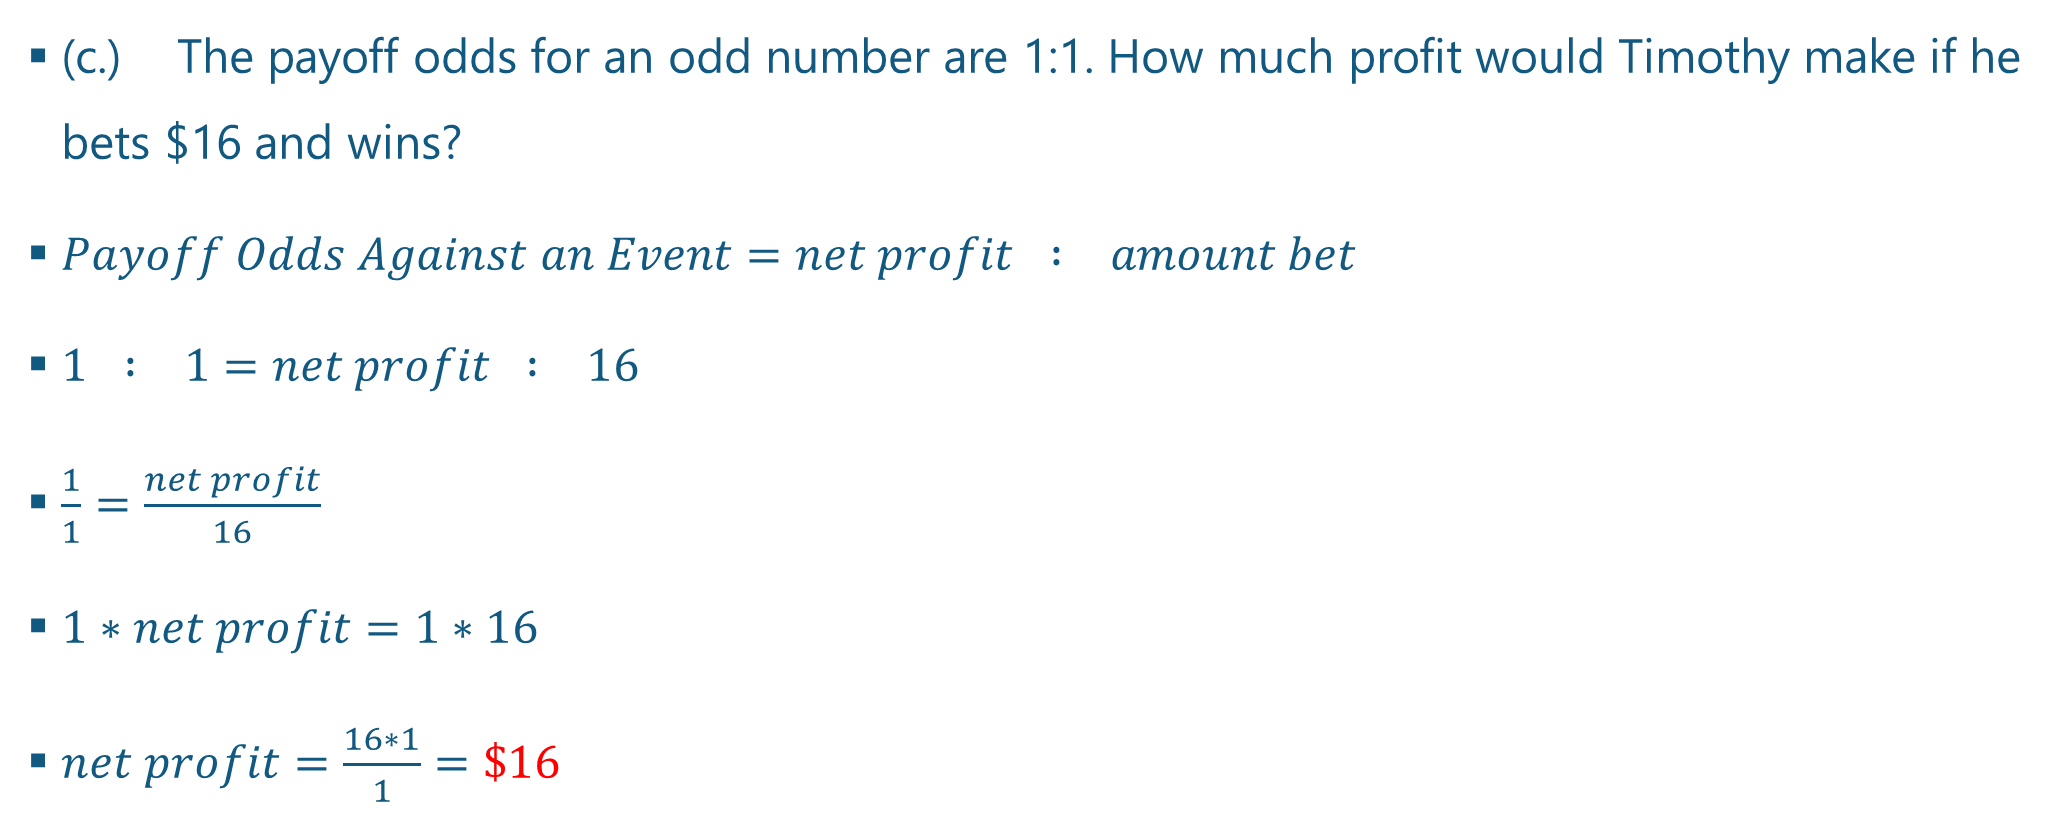 ▪ (c.) The payoff odds for an odd number are 1:1. How much profit would Timothy make if he
bets $16 and wins?
▪ Payoff Odds Against an Event = net profit : amount bet
▪ 1 : 1 = net profit : 16
▪ 1/1 = net profit/16
▪ 1 * net profit = 1 * 16
▪ net profit = 16*1/1 = $16